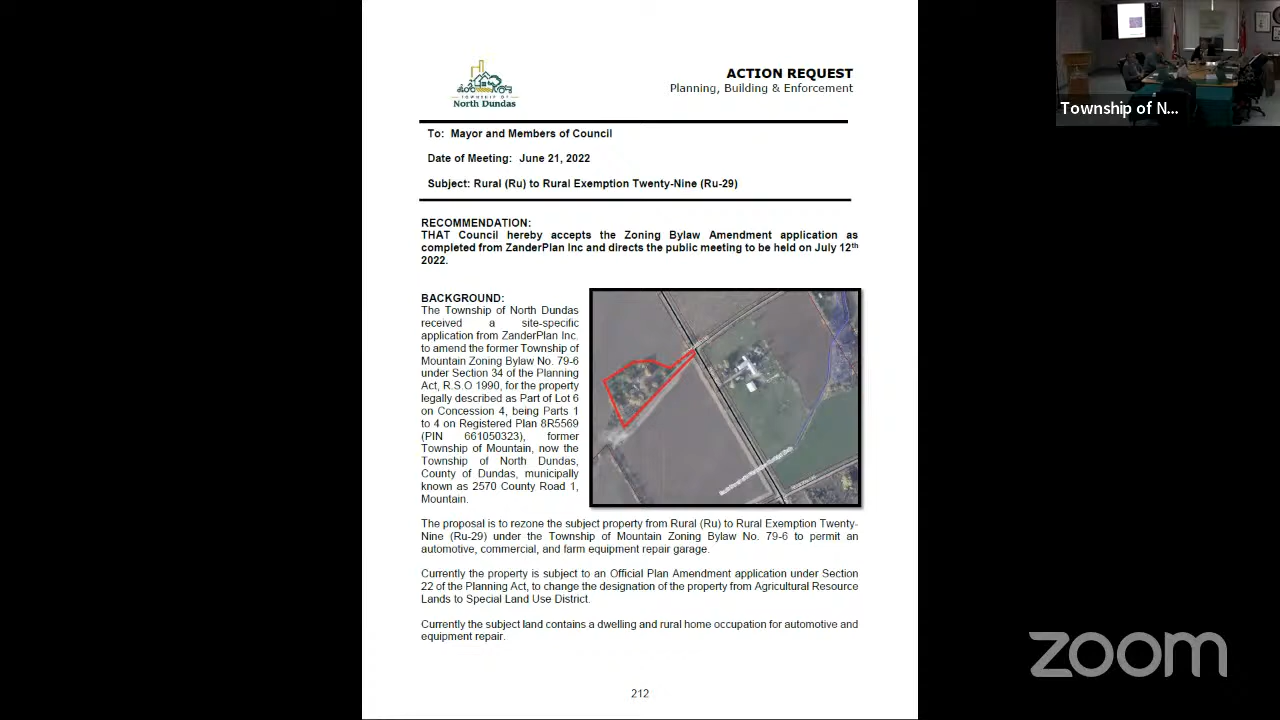 TOWNSHIP OF
North Dundas
ACTION REQUEST
Planning, Building & Enforcement
To: Mayor and Members of Council
Date of Meeting: June 21, 2022
Subject: Rural (Ru) to Rural Exemption Twenty-Nine (Ru-29)
RECOMMENDATION:
THAT Council hereby accepts the Zoning Bylaw Amendment application as
completed from ZanderPlan Inc and directs the public meeting to be held on July 12th
2022.
BACKGROUND:
The Township of North Dundas
received a site-specific
application from ZanderPlan Inc.
to amend the former Township of
Mountain Zoning Bylaw No. 79-6
under Section 34 of the Planning
Act, R.S.O 1990, for the property
legally described as Part of Lot 6
on Concession 4, being Parts 1
to 4 on Registered Plan 8R5569
(PIN 661050323), former
Township of Mountain, now the
Township of North Dundas,
County of Dundas, municipally
known as 2570 County Road 1,
Mountain.
The proposal is to rezone the subject property from Rural (Ru) to Rural Exemption Twenty-
Nine (Ru-29) under the Township of Mountain Zoning Bylaw No. 79-6 to permit an
automotive, commercial, and farm equipment repair garage.
Currently the property is subject to an Official Plan Amendment application under Section
22 of the Planning Act, to change the designation of the property from Agricultural Resource
Lands to Special Land Use District.
Currently the subject land contains a dwelling and rural home occupation for automotive and
equipment repair.
212
Township of N...
zoom